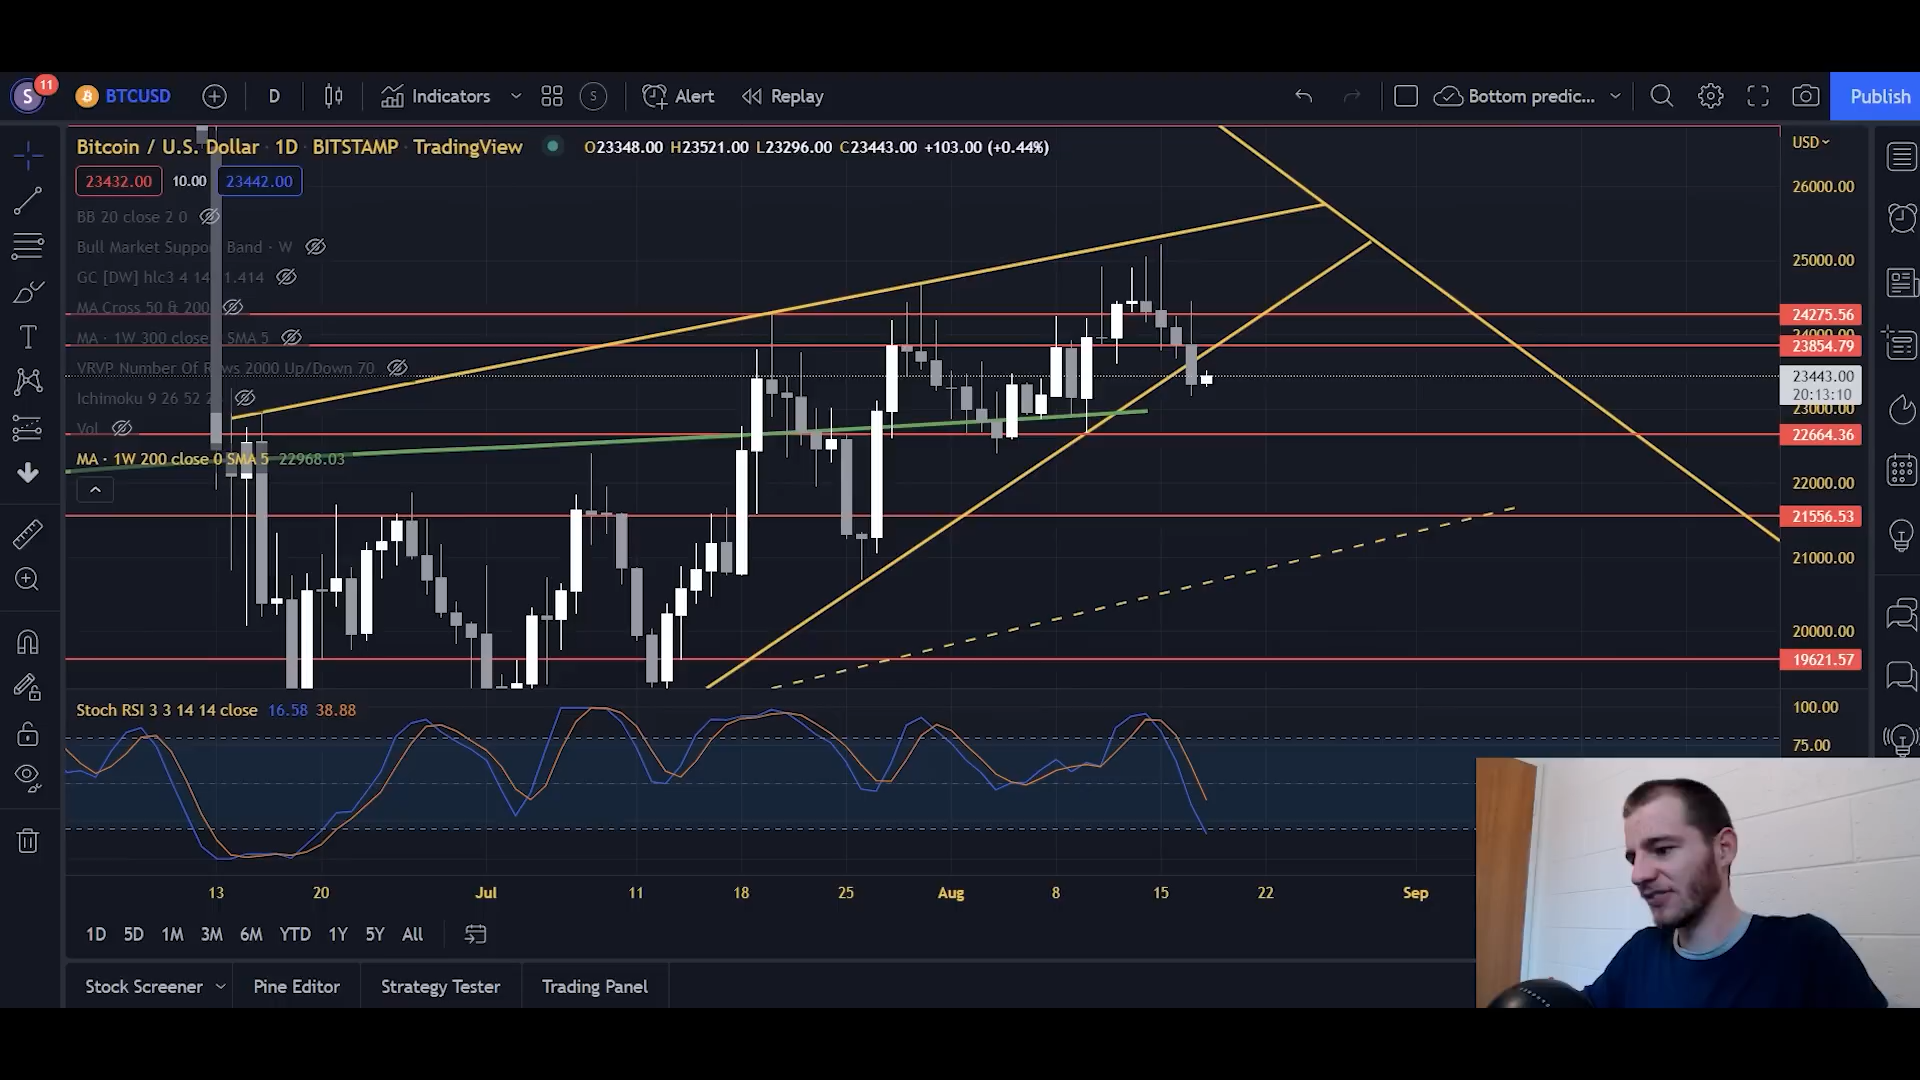 S 11 BTCUSD D Indicators S Alert Replay Bottom predic... Publish
Bitcoin / U.S. Dollar · 1D · BITSTAMP · TradingView O23348.00 H23521.00 L23296.00 C23443.00 +103.00 (+0.44%) USD
23432.00 10.00 23442.00
26000.00
BB 20 close 2 0
Bull Market Suppo Band · W
25000.00
GC [DW] hlc3 4 14 1.414
MA Cross 50 & 200
24275.56
24000.00
MA · 1W 300 close SMA 5
23854.79
VRVP Number Of Rows 2000 Up/Down 70
23443.00
20:13:10
Ichimoku 9 26 52 2
23000.00
Vol
22664.36
MA · 1W 200 close 0 SMA 5 22968.03
22000.00
21556.53
21000.00
20000.00
19621.57
Stoch RSI 3 3 14 14 close 16.58 38.88
100.00
75.00
13 20 Jul 11 18 25 Aug 8 15 22 Sep
1D 5D 1M 3M 6M YTD 1Y 5Y All
Stock Screener Pine Editor Strategy Tester Trading Panel